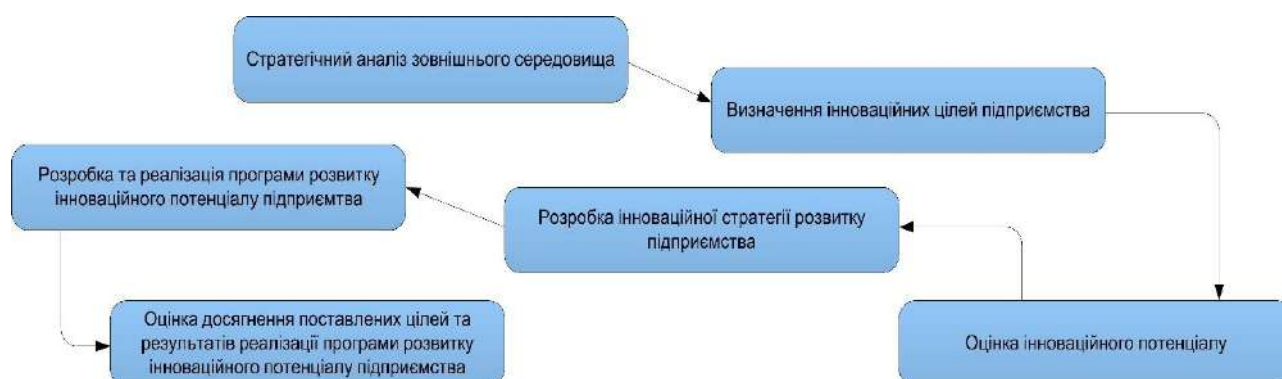 Стратегічний аналіз зовнішнього середовища
Визначення інноваційних цілей підприємства
Розробка та реалізація програми розвитку
інноваційного потенціалу підприємтва
Розробка інноваційної стратегії розвитку
підприємства
Оцінка досягнення поставлених цілей та
результатів реалізації програми розвитку
інноваційного потенціалу підприємства
Оцінка інноваційного потенціалу